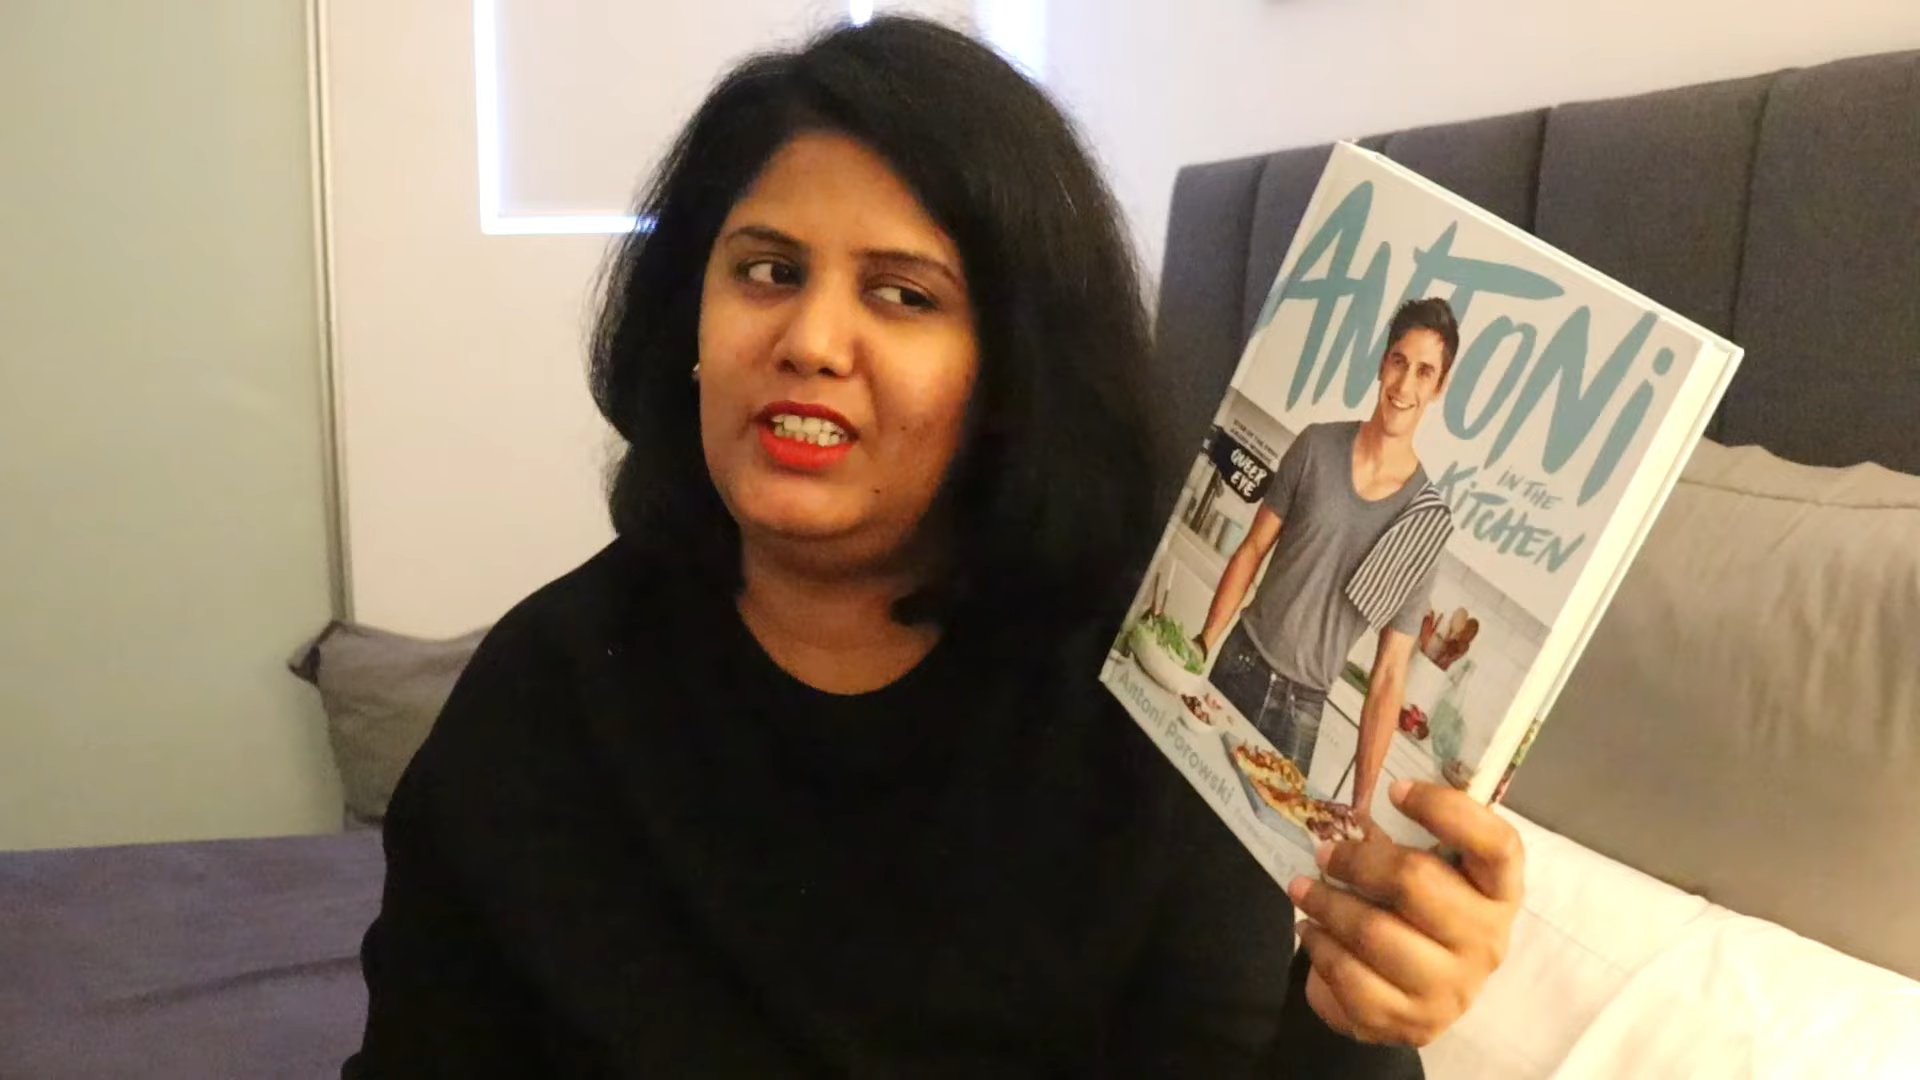 ANTONI
IN THE
KITCHEN
QUEER
EYE
Antoni Porowski